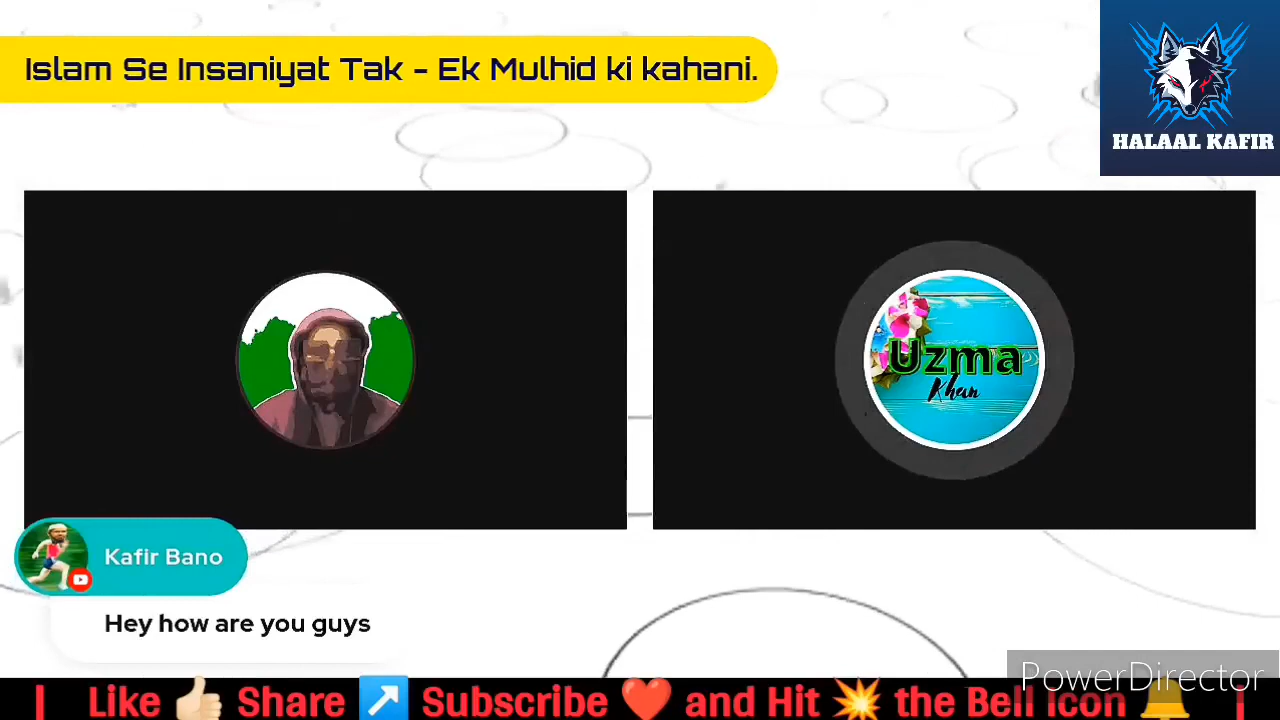 Islam Se Insaniyat Tak - Ek Mulhid ki kahani.
HALAAL KAFIR
Uzma
Khan
Kafir Bano
Hey how are you guys
PowerDirector
| Like 👍🏻 Share ↗️ Subscribe ❤️ and Hit 💥 the Bell Icon 🔔 |